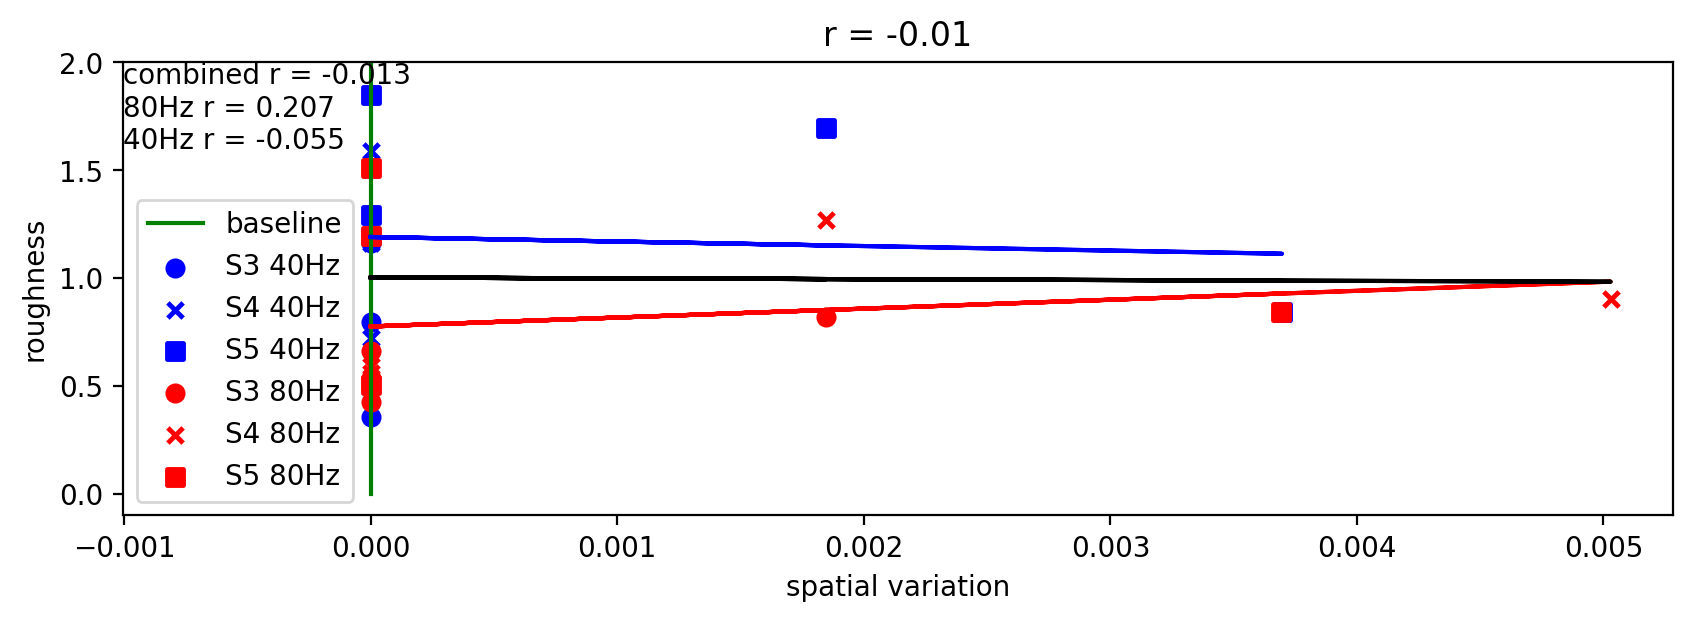 r = -0.01
combined r = -0.013
80Hz r = 0.207
40Hz r = -0.055
baseline
S3 40Hz
S4 40Hz
S5 40Hz
S3 80Hz
S4 80Hz
S5 80Hz
roughness
2.0
1.5
1.0
0.5
0.0
−0.001 0.000 0.001 0.002 0.003 0.004 0.005
spatial variation